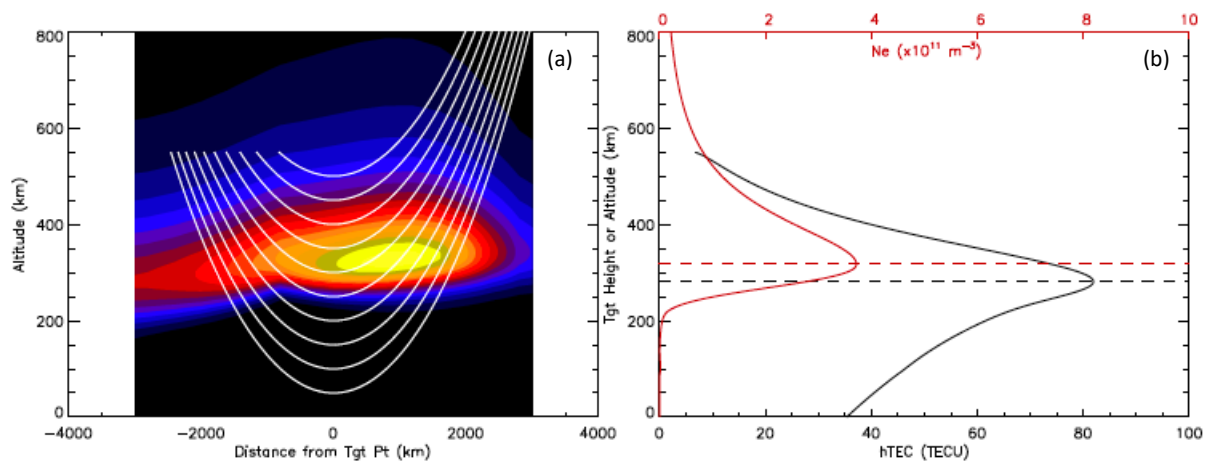 800
600
400
200
0
Altitude (km)
(a)
−4000 −2000 0 2000 4000
Distance from Tgt Pt (km)
0 2 4 6 8 10
Ne (x10^11 m^-3)
(b)
800
600
400
200
0
Tgt Height or Altitude (km)
0 20 40 60 80 100
hTEC (TECU)